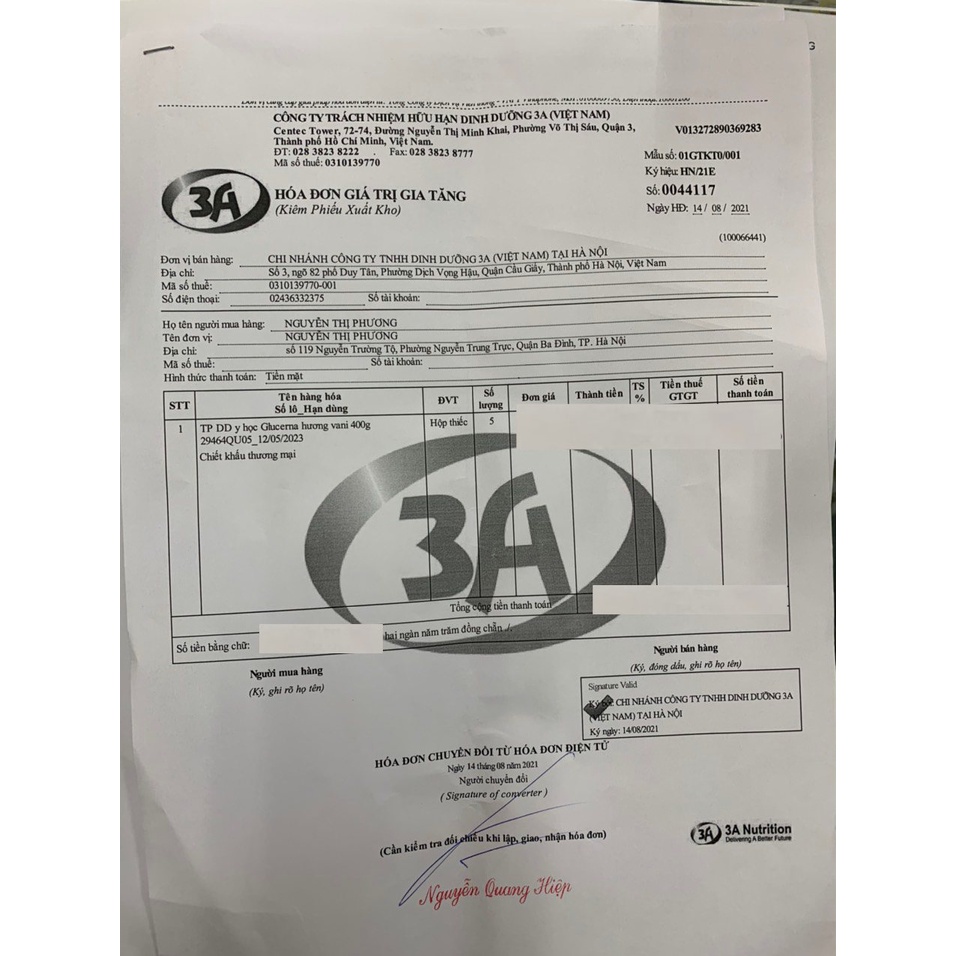 CÔNG TY TRÁCH NHIỆM HỮU HẠN DINH DƯỠNG 3A (VIỆT NAM)
Centec Tower, 72-74, Đường Nguyễn Thị Minh Khai, Phường Võ Thị Sáu, Quận 3,
Thành phố Hồ Chí Minh, Việt Nam.
ĐT: 028 3823 8222 . Fax: 028 3823 8777
Mã số thuế: 0310139770
V013272890369283
Mẫu số: 01GTKT0/001
Ký hiệu: HN/21E
Số: 0044117
Ngày HĐ: 14 / 08 / 2021
3A
HÓA ĐƠN GIÁ TRỊ GIA TĂNG
(Kiêm Phiếu Xuất Kho)
(100066441)
Đơn vị bán hàng: CHI NHÁNH CÔNG TY TNHH DINH DƯỠNG 3A (VIỆT NAM) TẠI HÀ NỘI
Địa chỉ: Số 3, ngõ 82 phố Duy Tân, Phường Dịch Vọng Hậu, Quận Cầu Giấy, Thành phố Hà Nội, Việt Nam
Mã số thuế: 0310139770-001
Số điện thoại: 02436332375 Số tài khoản:
Họ tên người mua hàng: NGUYỄN THỊ PHƯƠNG
Tên đơn vị: NGUYỄN THỊ PHƯƠNG
Địa chỉ: số 119 Nguyễn Trường Tộ, Phường Nguyễn Trung Trực, Quận Ba Đình, TP. Hà Nội
Mã số thuế: Số tài khoản:
Hình thức thanh toán: Tiền mặt
STT Tên hàng hóa Số lô_Hạn dùng ĐVT Số lượng Đơn giá Thành tiền TS % Tiền thuế GTGT Số tiền thanh toán
1 TP DD y học Glucerna hương vani 400g Hộp thiếc 5
29464QU05_12/05/2023
Chiết khấu thương mại
3A
Tổng cộng tiền thanh toán
Số tiền bằng chữ: hai ngàn năm trăm đồng chẵn ./.
Người mua hàng
(Ký, ghi rõ họ tên)
Người bán hàng
(Ký, đóng dấu, ghi rõ họ tên)
Signature Valid
Ký bởi: CHI NHÁNH CÔNG TY TNHH DINH DƯỠNG 3A
(VIỆT NAM) TẠI HÀ NỘI
Ký ngày: 14/08/2021
HÓA ĐƠN CHUYỂN ĐỔI TỪ HÓA ĐƠN ĐIỆN TỬ
Ngày 14 tháng 08 năm 2021
Người chuyển đổi
( Signature of converter )
(Cần kiểm tra đối chiếu khi lập, giao, nhận hóa đơn)
3A 3A Nutrition
Delivering A Better Future
Nguyễn Quang Hiệp